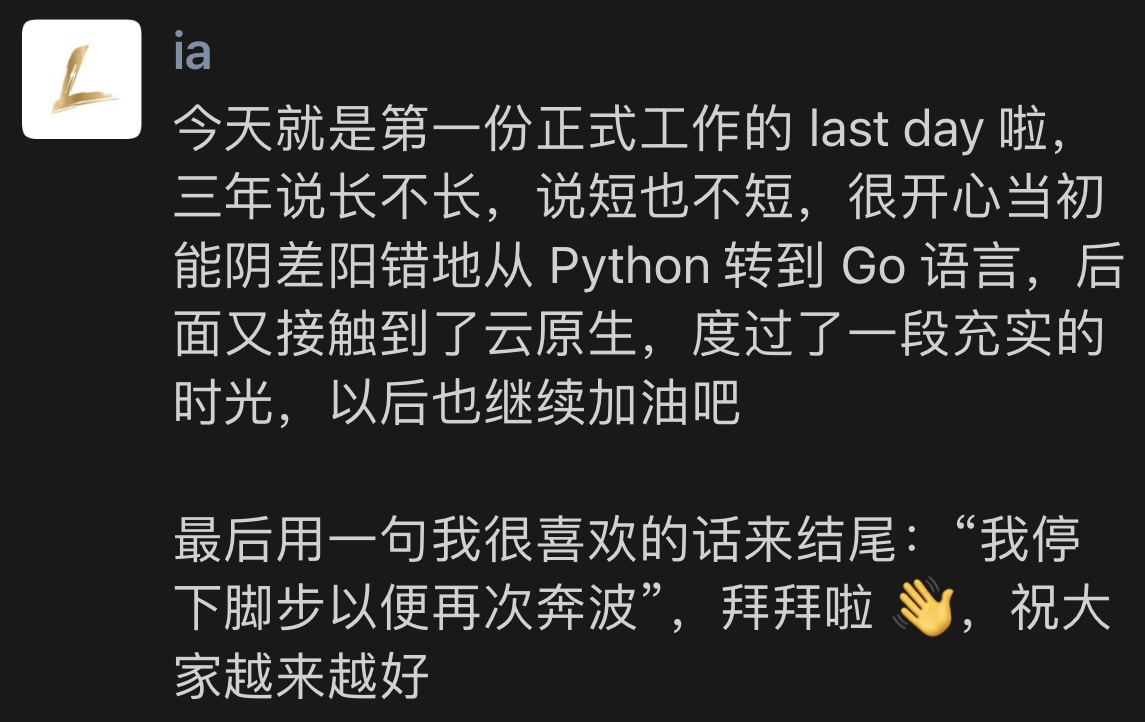 L
ia
今天就是第一份正式工作的 last day 啦，
三年说长不长，说短也不短，很开心当初
能阴差阳错地从 Python 转到 Go 语言，后
面又接触到了云原生，度过了一段充实的
时光，以后也继续加油吧
最后用一句我很喜欢的话来结尾：“我停
下脚步以便再次奔波”，拜拜啦 👋，祝大
家越来越好